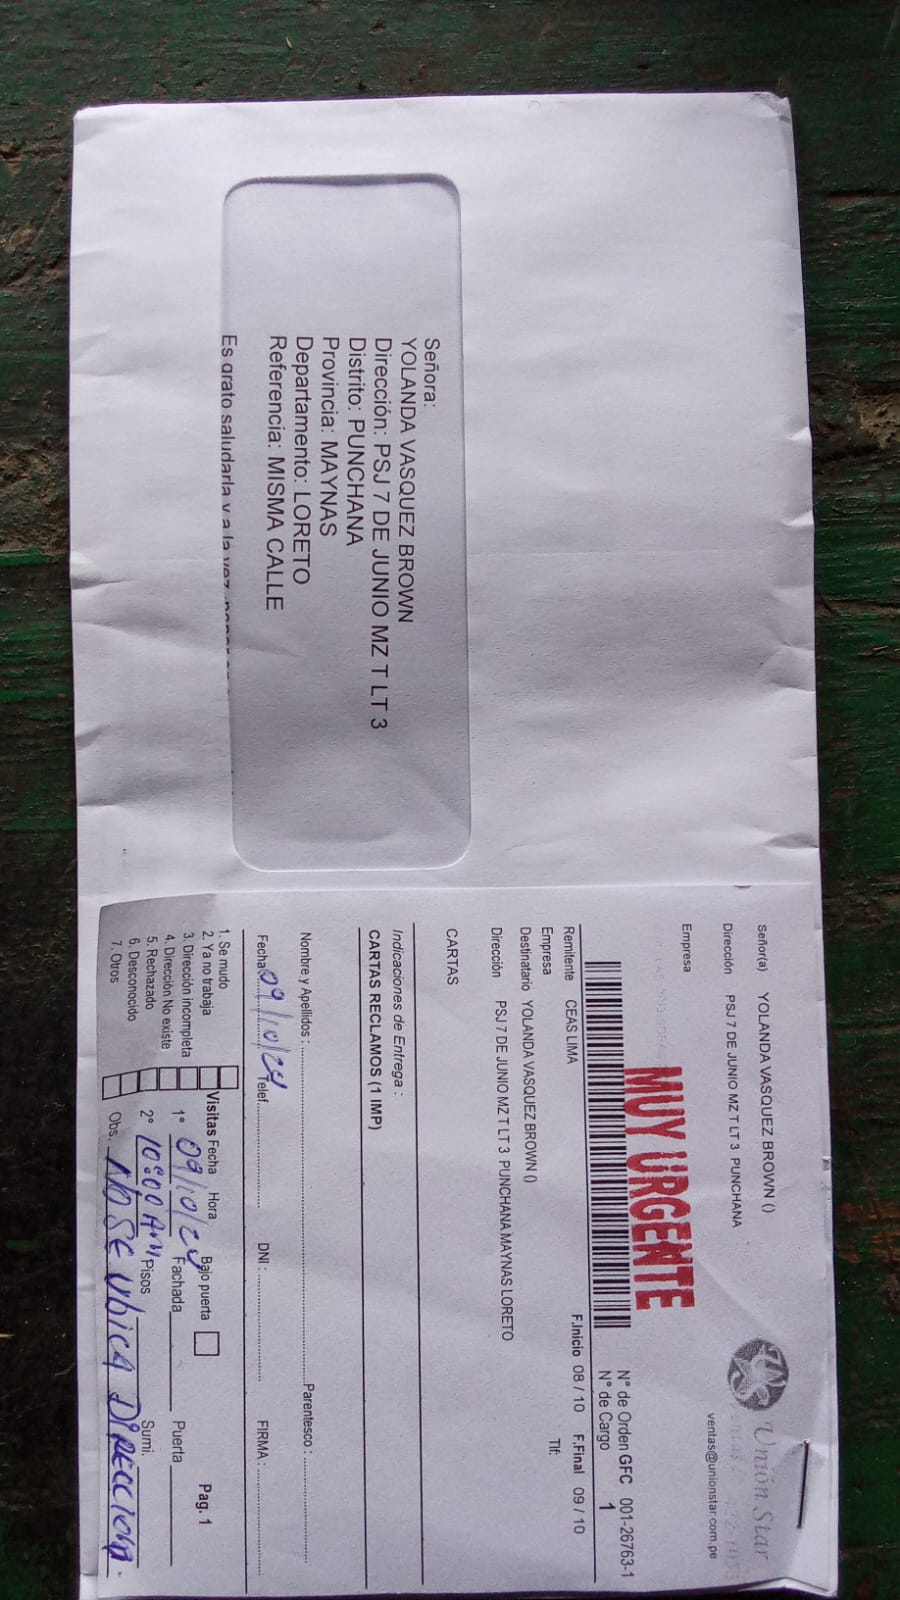 Señora:
YOLANDA VASQUEZ BROWN
Dirección: PSJ 7 DE JUNIO MZ T LT 3
Distrito: PUNCHANA
Provincia: MAYNAS
Departamento: LORETO
Referencia: MISMA CALLE
Es grato saludarla y a la vez
Unión Star
ventas@unionstar.com.pe
Señor(a) YOLANDA VASQUEZ BROWN ()
Dirección PSJ 7 DE JUNIO MZ T LT 3 PUNCHANA
Empresa
MUY URGENTE
N° de Orden GFC 001-26763-1
N° de Cargo 1
Remitente CEAS LIMA F.Inicio 08 / 10 F.Final 09 / 10
Empresa Tlf:
Destinatario YOLANDA VASQUEZ BROWN ()
Dirección PSJ 7 DE JUNIO MZ T LT 3 PUNCHANA MAYNAS LORETO
CARTAS
Indicaciones de Entrega :
CARTAS RECLAMOS (1 IMP)
Nombre y Apellidos : Parentesco :
Fecha 09/10/24 Telef. DNI : FIRMA :
1. Se mudo
2. Ya no trabaja
3. Dirección incompleta
4. Dirección No existe
5. Rechazado
6. Desconocido
7. Otros
Visitas Fecha Hora Bajo puerta Pag. 1
1° 09/10/24 Fachada Puerta
2° 10:00 AM Pisos Sumi.
Obs. NO SE UBICA DIRECCION.